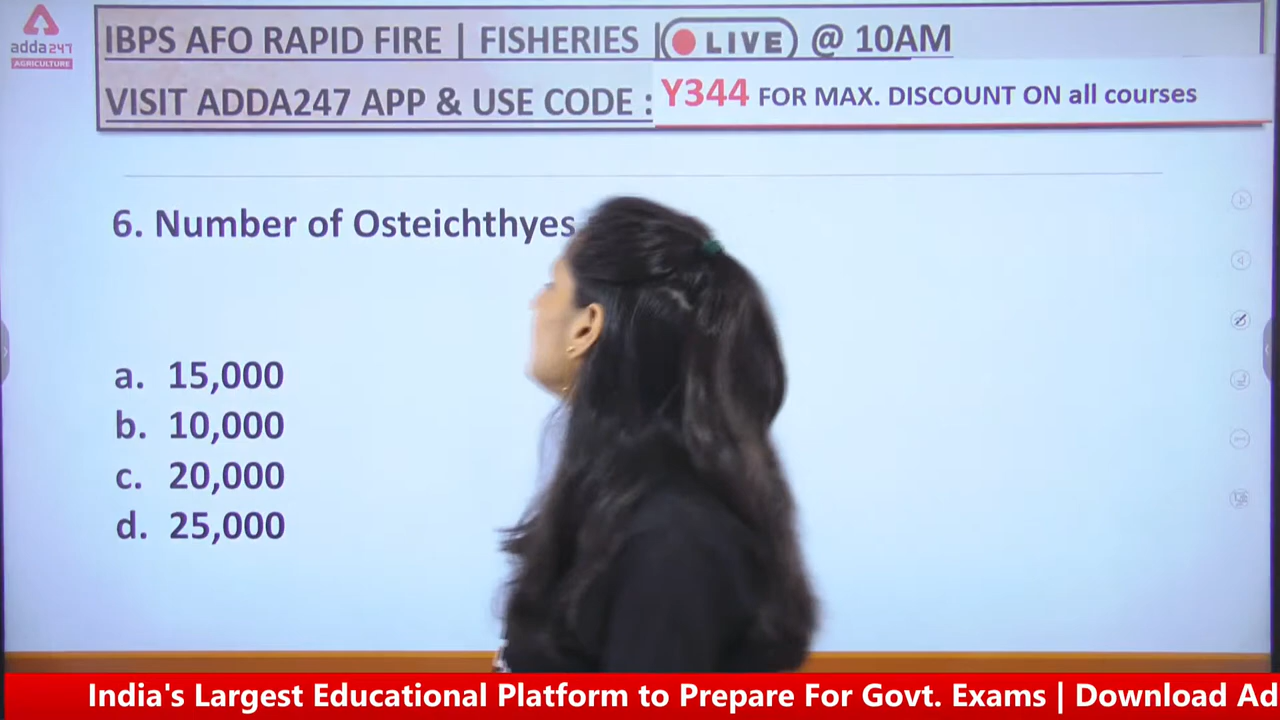 adda247
AGRICULTURE
IBPS AFO RAPID FIRE | FISHERIES | LIVE @ 10AM
VISIT ADDA247 APP & USE CODE : Y344 FOR MAX. DISCOUNT ON all courses
6. Number of Osteichthyes
a. 15,000
b. 10,000
c. 20,000
d. 25,000
India's Largest Educational Platform to Prepare For Govt. Exams | Download Ad